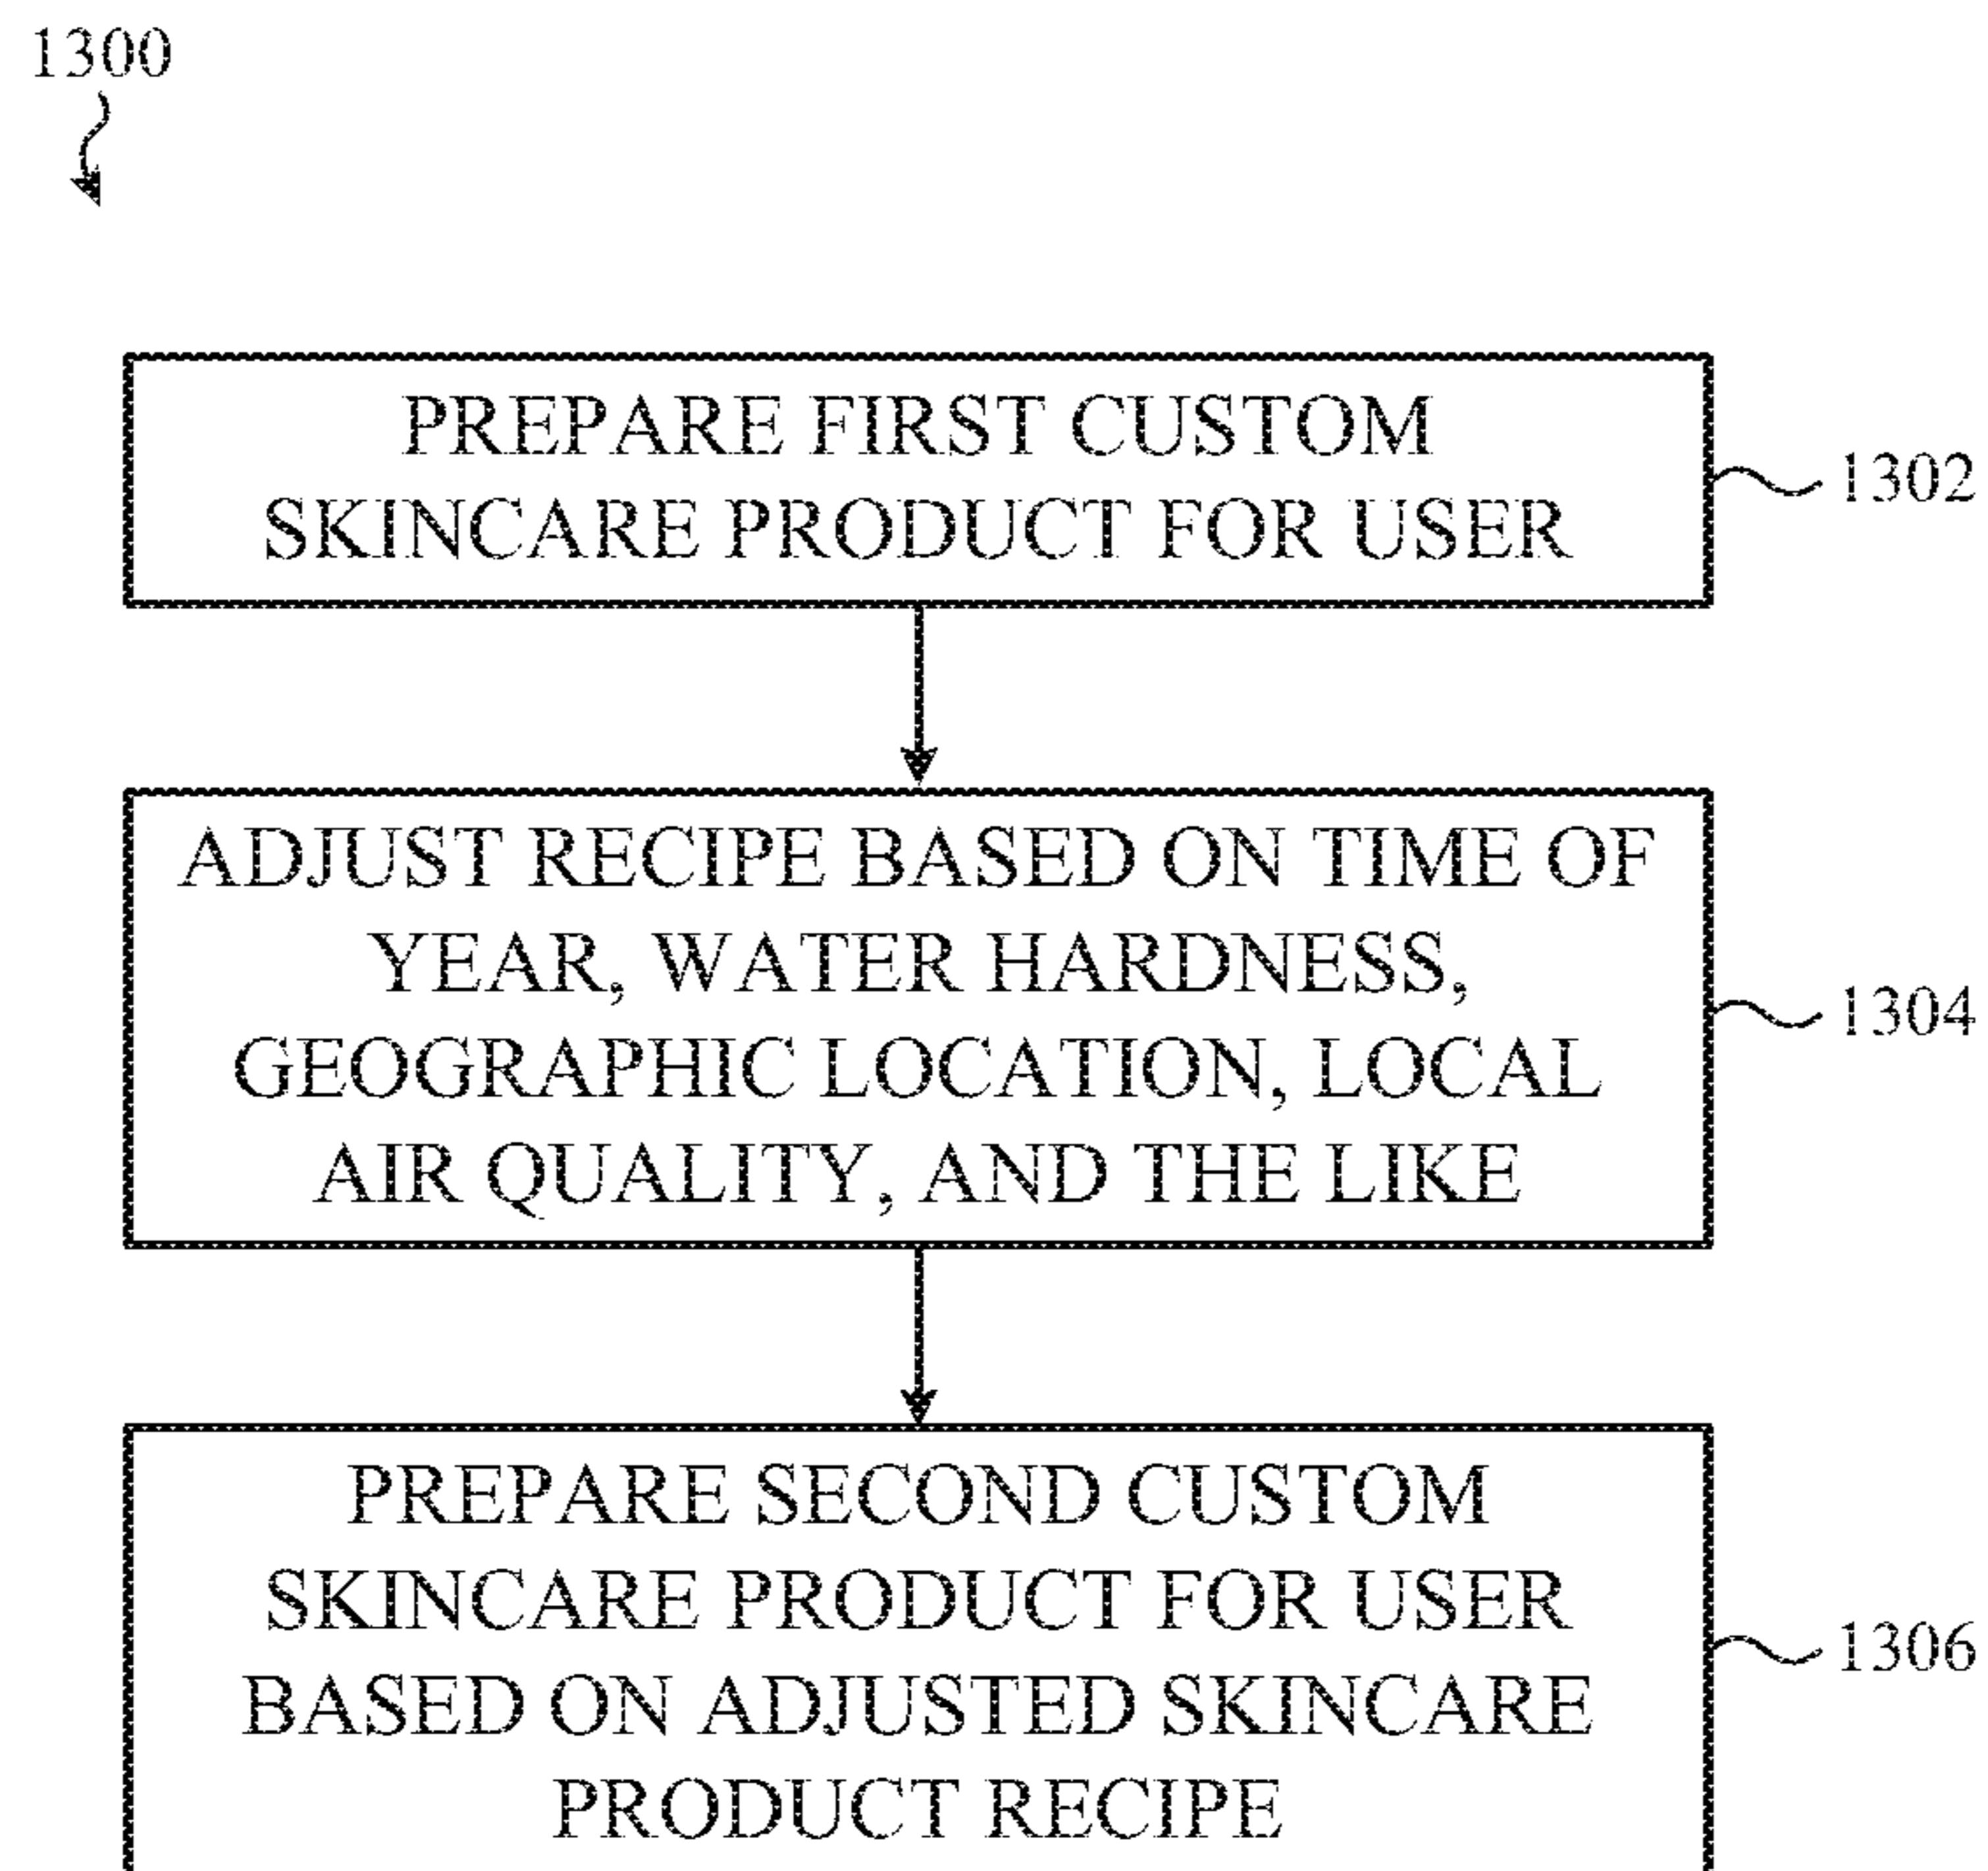 1300
PREPARE FIRST CUSTOM
SKINCARE PRODUCT FOR USER
1302
ADJUST RECIPE BASED ON TIME OF
YEAR, WATER HARDNESS,
GEOGRAPHIC LOCATION, LOCAL
AIR QUALITY, AND THE LIKE
1304
PREPARE SECOND CUSTOM
SKINCARE PRODUCT FOR USER
BASED ON ADJUSTED SKINCARE
PRODUCT RECIPE
1306